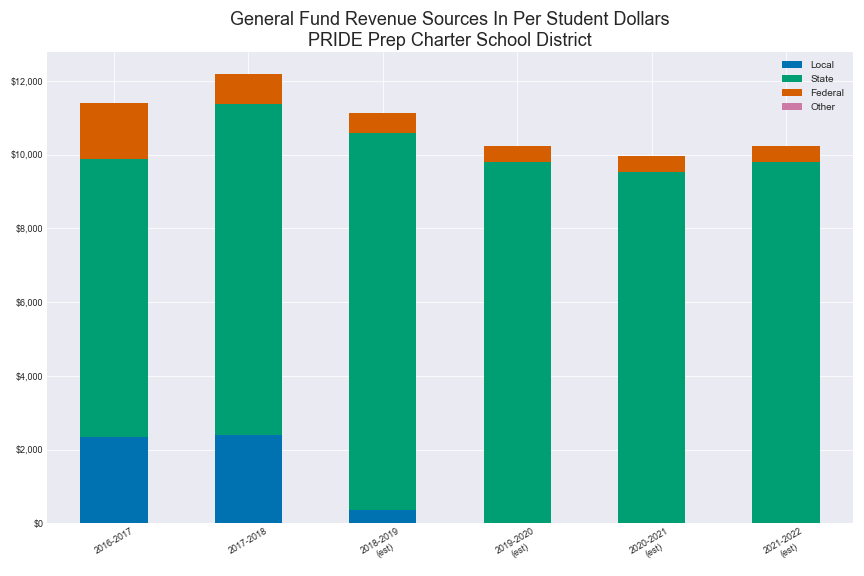 General Fund Revenue Sources In Per Student Dollars
PRIDE Prep Charter School District
Local
State
Federal
Other
$12,000
$10,000
$8,000
$6,000
$4,000
$2,000
$0
2016-2017
2017-2018
2018-2019
(est)
2019-2020
(est)
2020-2021
(est)
2021-2022
(est)